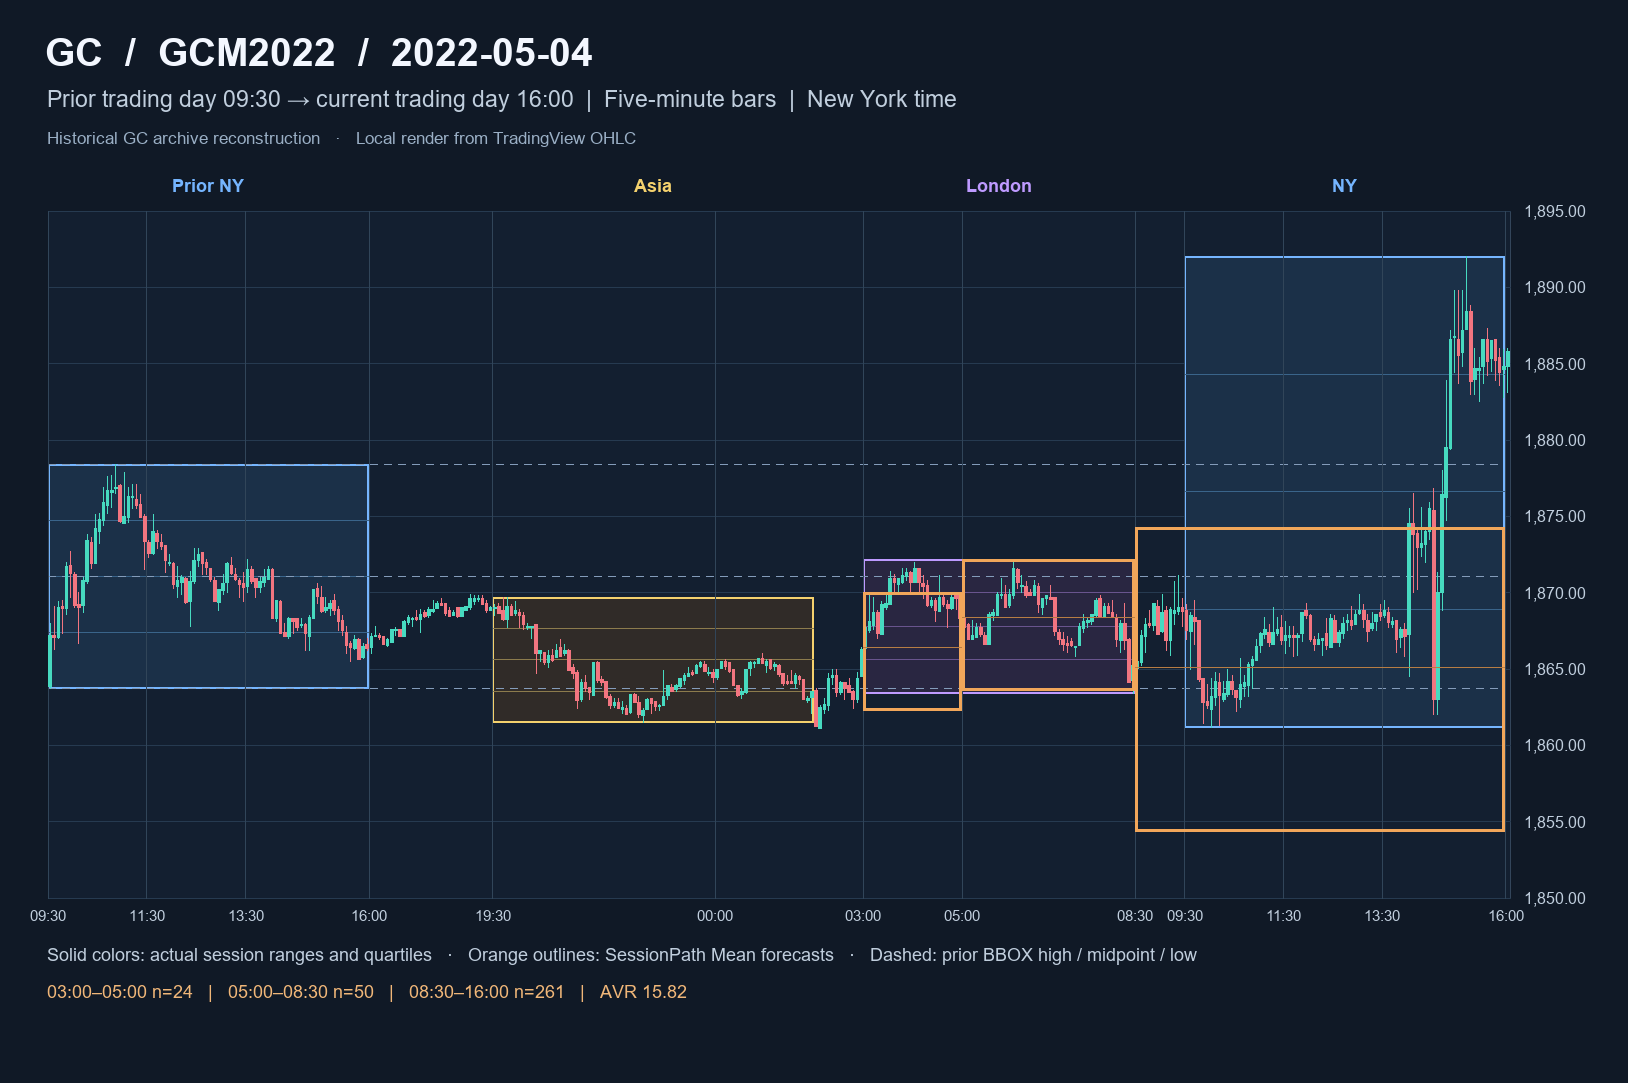 GC / GCM2022 / 2022-05-04
Prior trading day 09:30 → current trading day 16:00 | Five-minute bars | New York time
Historical GC archive reconstruction · Local render from TradingView OHLC
Prior NY Asia London NY
1,895.00
1,890.00
1,885.00
1,880.00
1,875.00
1,870.00
1,865.00
1,860.00
1,855.00
1,850.00
09:30 11:30 13:30 16:00 19:30 00:00 03:00 05:00 08:30 09:30 11:30 13:30 16:00
Solid colors: actual session ranges and quartiles · Orange outlines: SessionPath Mean forecasts · Dashed: prior BBOX high / midpoint / low
03:00–05:00 n=24 | 05:00–08:30 n=50 | 08:30–16:00 n=261 | AVR 15.82